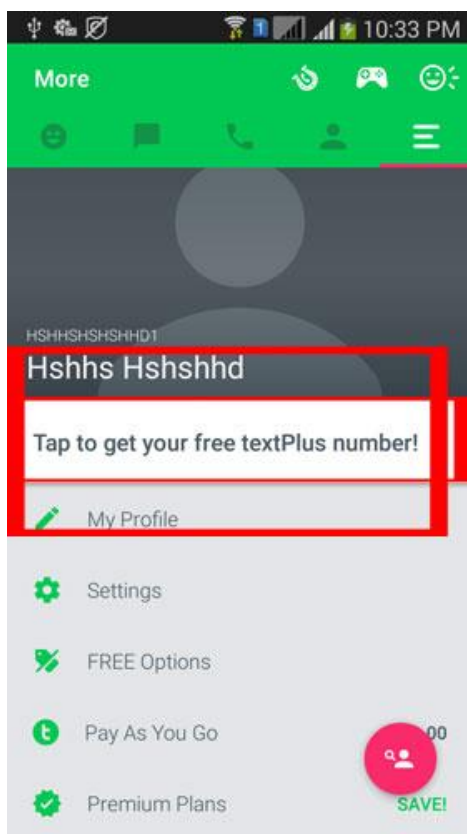 10:33 PM
More
HSHHSHSHSHHD1
Hshhs Hshshhd
Tap to get your free textPlus number!
My Profile
Settings
FREE Options
Pay As You Go
00
Premium Plans
SAVE!